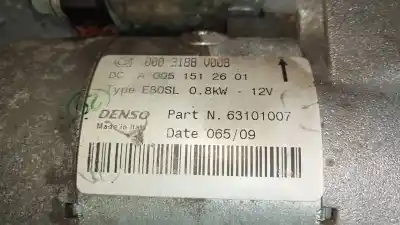 000 3188 V008
DC A 005 151 26 01
Type E80SL 0,8kW - 12V
DENSO Part N. 63101007
Made in Italy Date 065/09